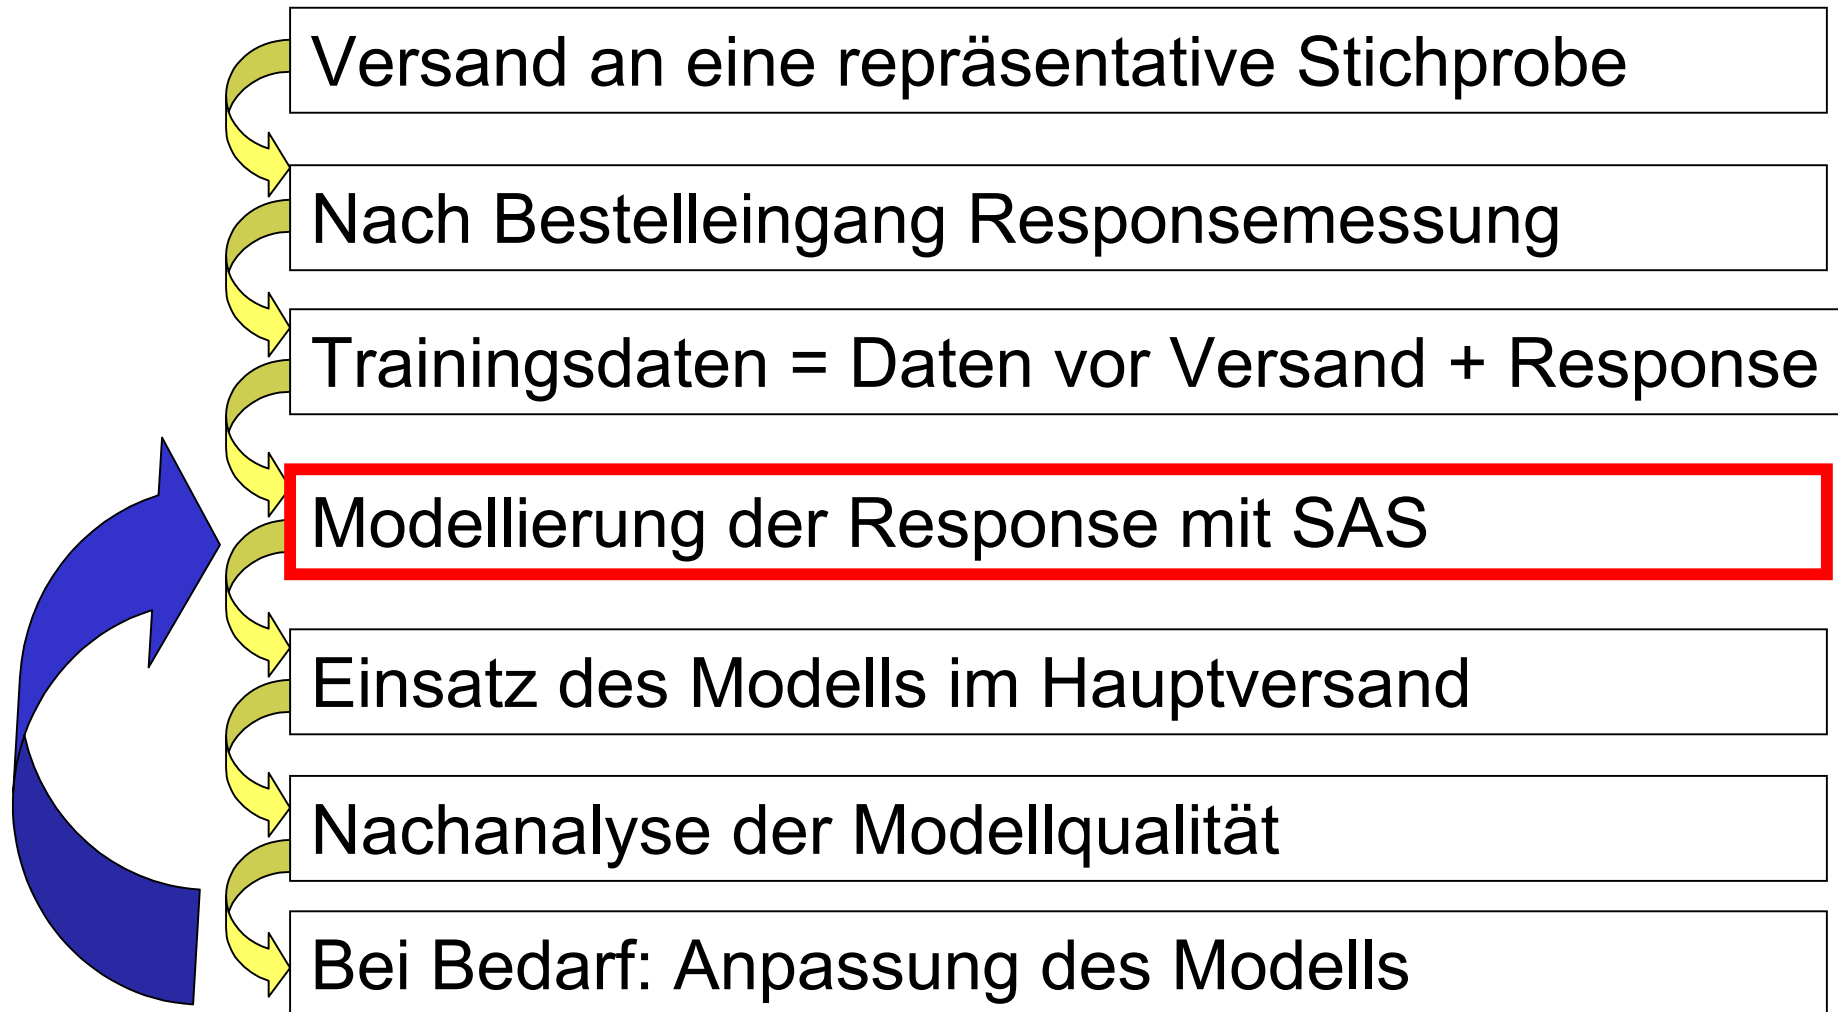 Versand an eine repräsentative Stichprobe
Nach Bestelleingang Responsemessung
Trainingsdaten = Daten vor Versand + Response
Modellierung der Response mit SAS
Einsatz des Modells im Hauptversand
Nachanalyse der Modellqualität
Bei Bedarf: Anpassung des Modells